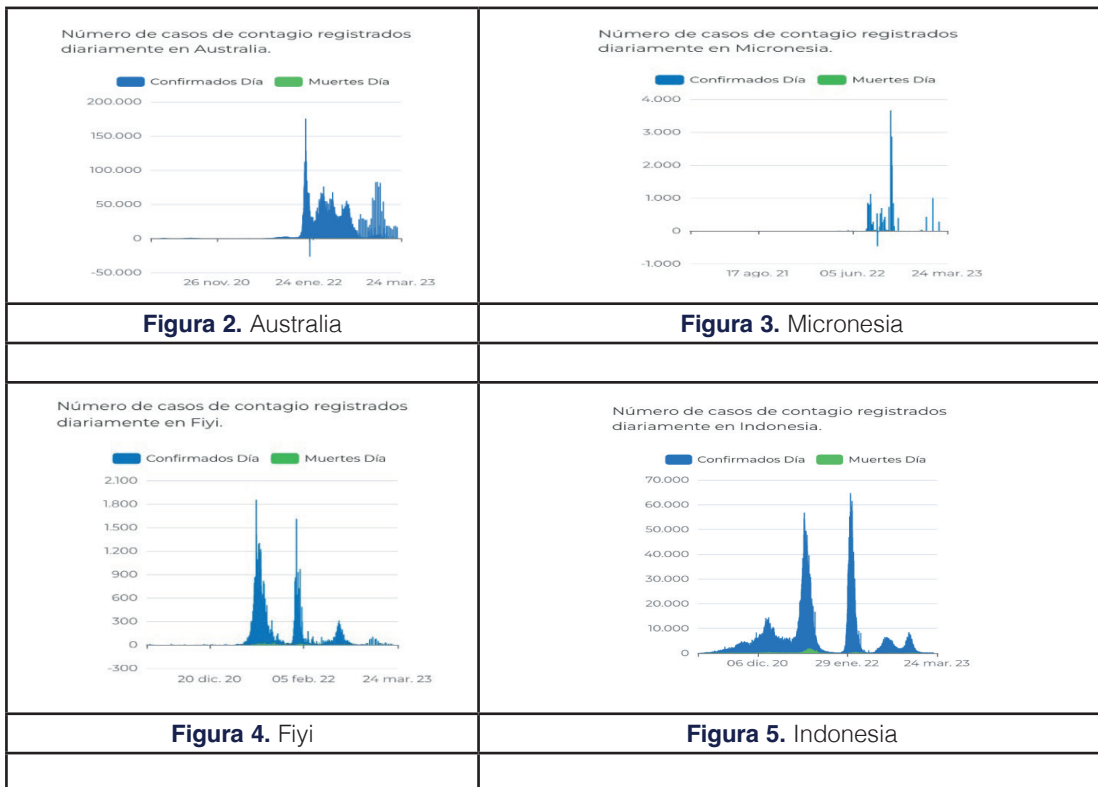 Número de casos de contagio registrados
diariamente en Australia.
Confirmados Día Muertes Día
200.000
150.000
100.000
50.000
0
-50.000
26 nov. 20 24 ene. 22 24 mar. 23
Figura 2. Australia
Número de casos de contagio registrados
diariamente en Micronesia.
Confirmados Día Muertes Día
4.000
3.000
2.000
1.000
0
-1.000
17 ago. 21 05 jun. 22 24 mar. 23
Figura 3. Micronesia
Número de casos de contagio registrados
diariamente en Fiyi.
Confirmados Día Muertes Día
2.100
1.800
1.500
1.200
900
600
300
0
-300
20 dic. 20 05 feb. 22 24 mar. 23
Figura 4. Fiyi
Número de casos de contagio registrados
diariamente en Indonesia.
Confirmados Día Muertes Día
70.000
60.000
50.000
40.000
30.000
20.000
10.000
0
06 dic. 20 29 ene. 22 24 mar. 23
Figura 5. Indonesia